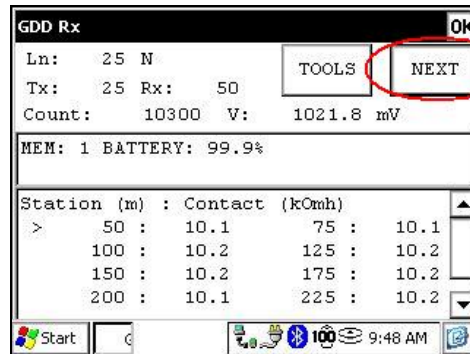 GDD Rx OK
Ln: 25 N
TOOLS NEXT
Tx: 25 Rx: 50
Count: 10300 V: 1021.8 mV
MEM: 1 BATTERY: 99.9%
Station (m) : Contact (kOmh)
> 50 : 10.1 75 : 10.1
100 : 10.2 125 : 10.2
150 : 10.2 175 : 10.2
200 : 10.1 225 : 10.2
Start G 100 9:48 AM